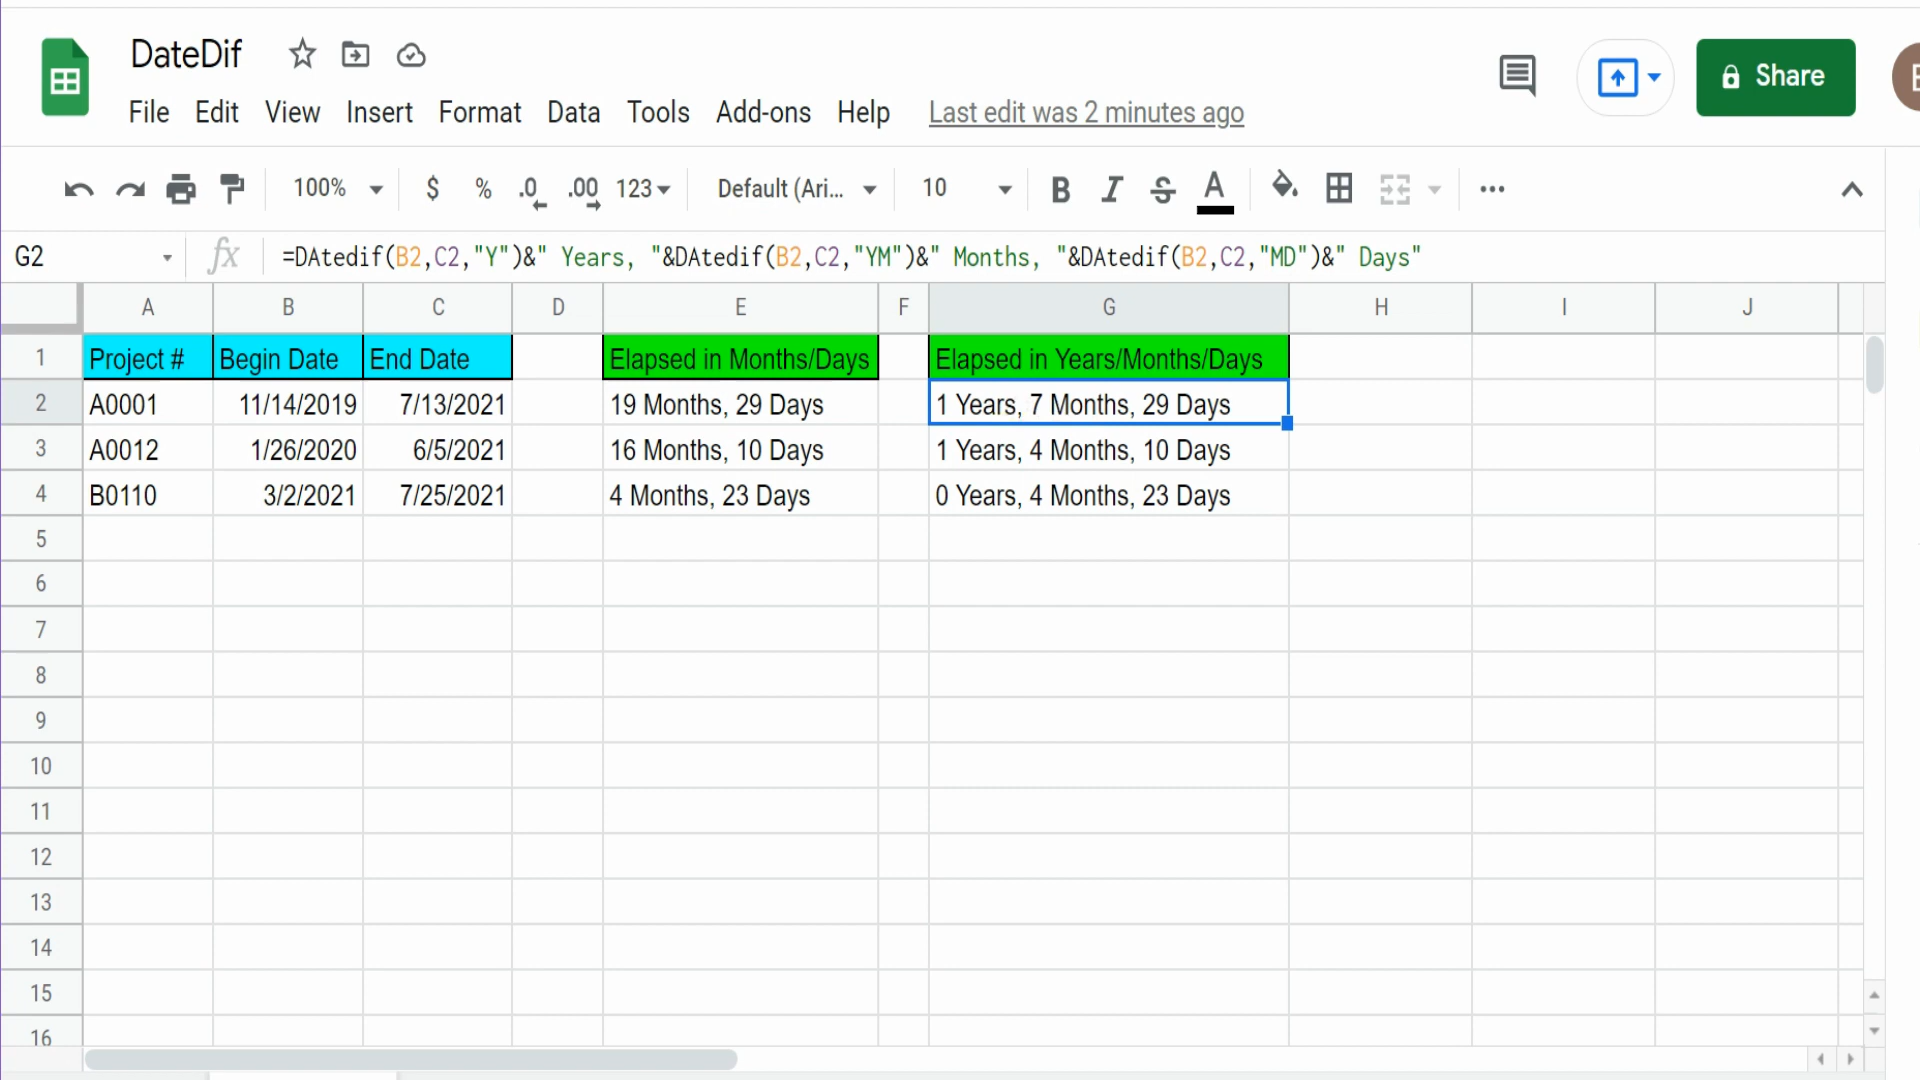 DateDif
File Edit View Insert Format Data Tools Add-ons Help Last edit was 2 minutes ago
Share
100% $ % .0 .00 123 Default (Ari... 10 B I S A
G2 fx =DAtedif(B2,C2,"Y")&" Years, "&DAtedif(B2,C2,"YM")&" Months, "&DAtedif(B2,C2,"MD")&" Days"
A B C D E F G H I J
1 Project # Begin Date End Date Elapsed in Months/Days Elapsed in Years/Months/Days
2 A0001 11/14/2019 7/13/2021 19 Months, 29 Days 1 Years, 7 Months, 29 Days
3 A0012 1/26/2020 6/5/2021 16 Months, 10 Days 1 Years, 4 Months, 10 Days
4 B0110 3/2/2021 7/25/2021 4 Months, 23 Days 0 Years, 4 Months, 23 Days
5
6
7
8
9
10
11
12
13
14
15
16